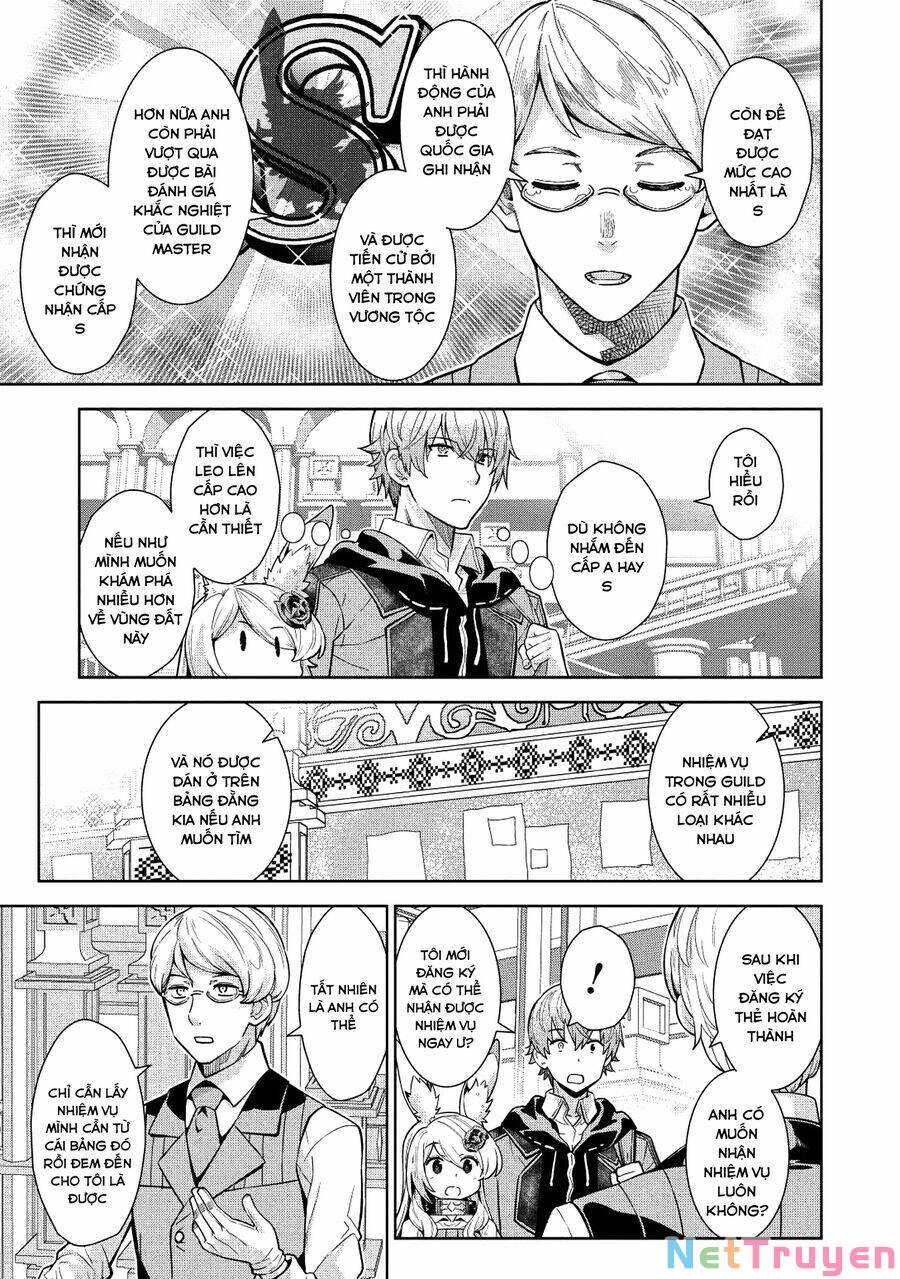 CÒN ĐỂ
ĐẠT ĐƯỢC
MỨC CAO
NHẤT LÀ
S
THÌ HÀNH
ĐỘNG CỦA
ANH PHẢI
ĐƯỢC
QUỐC GIA
GHI NHẬN
VÀ ĐƯỢC
TIẾN CỬ BỞI
MỘT THÀNH
VIÊN TRONG
VƯƠNG TỘC
S
HƠN NỮA ANH
CÒN PHẢI
VƯỢT QUA
ĐƯỢC BÀI
ĐÁNH GIÁ
KHẮC NGHIỆT
CỦA GUILD
MASTER
THÌ MỚI
NHẬN
ĐƯỢC
CHỨNG
NHẬN CẤP
S
TÔI
HIỂU
RỒI
DÙ KHÔNG
NHẮM ĐẾN
CẤP A HAY
S
THÌ VIỆC
LEO LÊN
CẤP CAO
HƠN LÀ
CẦN THIẾT
NẾU NHƯ
MÌNH MUỐN
KHÁM PHÁ
NHIỀU HƠN
VỀ VÙNG ĐẤT
NÀY
NHIỆM VỤ
TRONG GUILD
CÓ RẤT NHIỀU
LOẠI KHÁC
NHAU
VÀ NÓ ĐƯỢC
DÁN Ở TRÊN
BẢNG ĐẰNG
KIA NẾU ANH
MUỐN TÌM
SAU KHI
VIỆC
ĐĂNG KÝ
THẺ HOÀN
THÀNH
ANH CÓ
MUỐN
NHẬN
NHIỆM VỤ
LUÔN
KHÔNG?
!
TÔI MỚI
ĐĂNG KÝ
MÀ CÓ THỂ
NHẬN ĐƯỢC
NHIỆM VỤ
NGAY Ư?
TẤT NHIÊN
LÀ ANH CÓ
THỂ
CHỈ CẦN LẤY
NHIỆM VỤ
MÌNH CẦN TỪ
CÁI BẢNG ĐÓ
RỒI ĐEM ĐẾN
CHO TÔI LÀ
ĐƯỢC
NetTruyen